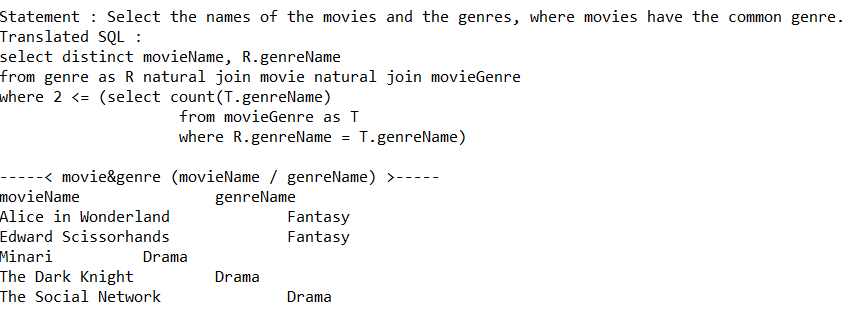 Statement : Select the names of the movies and the genres, where movies have the common genre.
Translated SQL :
select distinct movieName, R.genreName
from genre as R natural join movie natural join movieGenre
where 2 <= (select count(T.genreName)
from movieGenre as T
where R.genreName = T.genreName)
-----< movie&genre (movieName / genreName) >-----
movieName genreName
Alice in Wonderland Fantasy
Edward Scissorhands Fantasy
Minari Drama
The Dark Knight Drama
The Social Network Drama